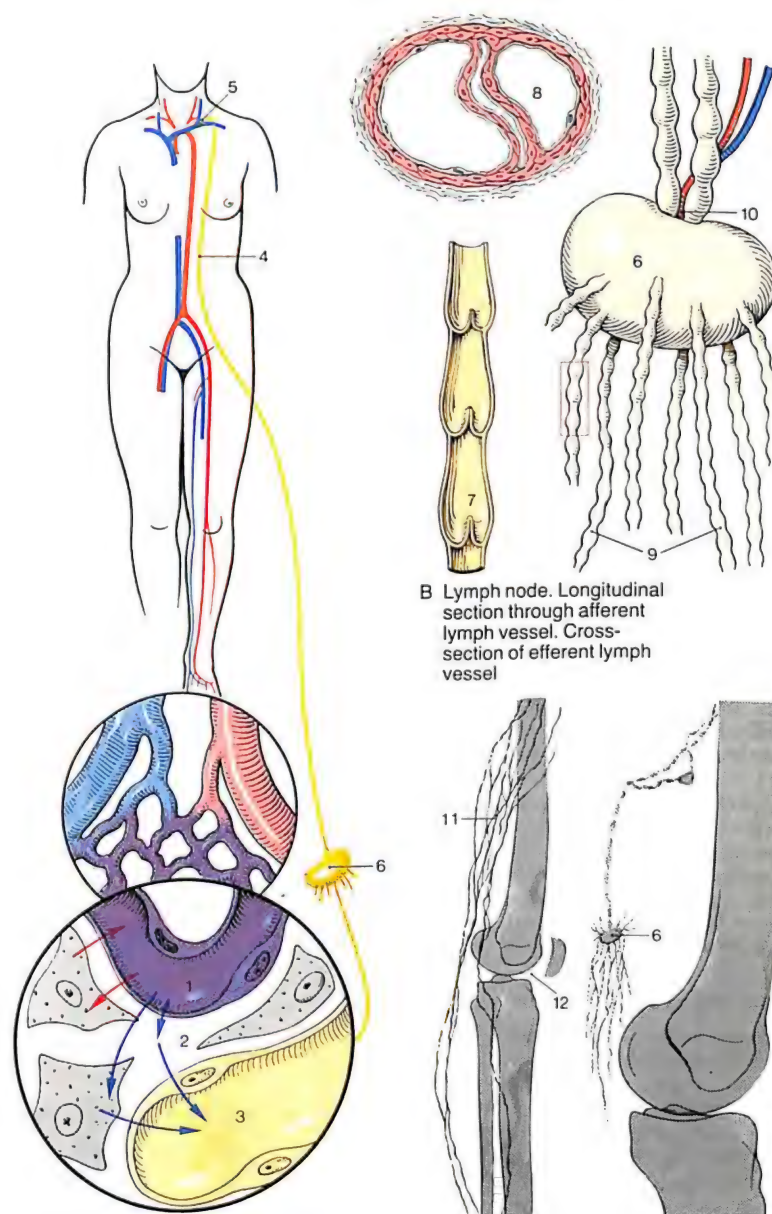 5
8
10
4
6
7
9
B Lymph node. Longitudinal
section through afferent
lymph vessel. Cross-
section of efferent lymph
vessel
11
6
6
12
1
2
3